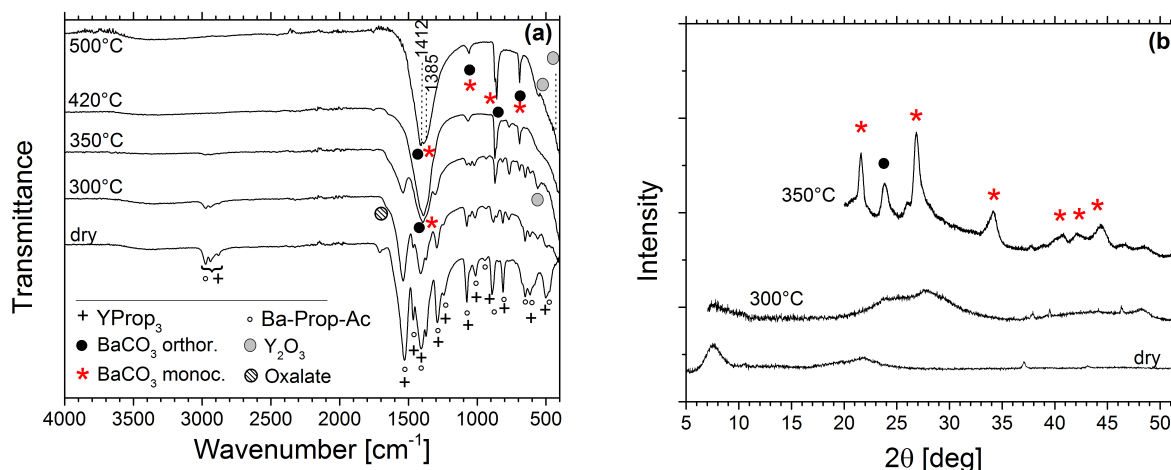 (a)
500°C
1412
1385
420°C
350°C
300°C
dry
Transmittance
+ YProp3
● BaCO3 orthor.
* BaCO3 monoc.
○ Ba-Prop-Ac
Y2O3
Oxalate
4000 3500 3000 2500 2000 1500 1000 500
Wavenumber [cm-1]
(b
350°C
300°C
dry
Intensity
5 10 15 20 25 30 35 40 45 50
2θ [deg]